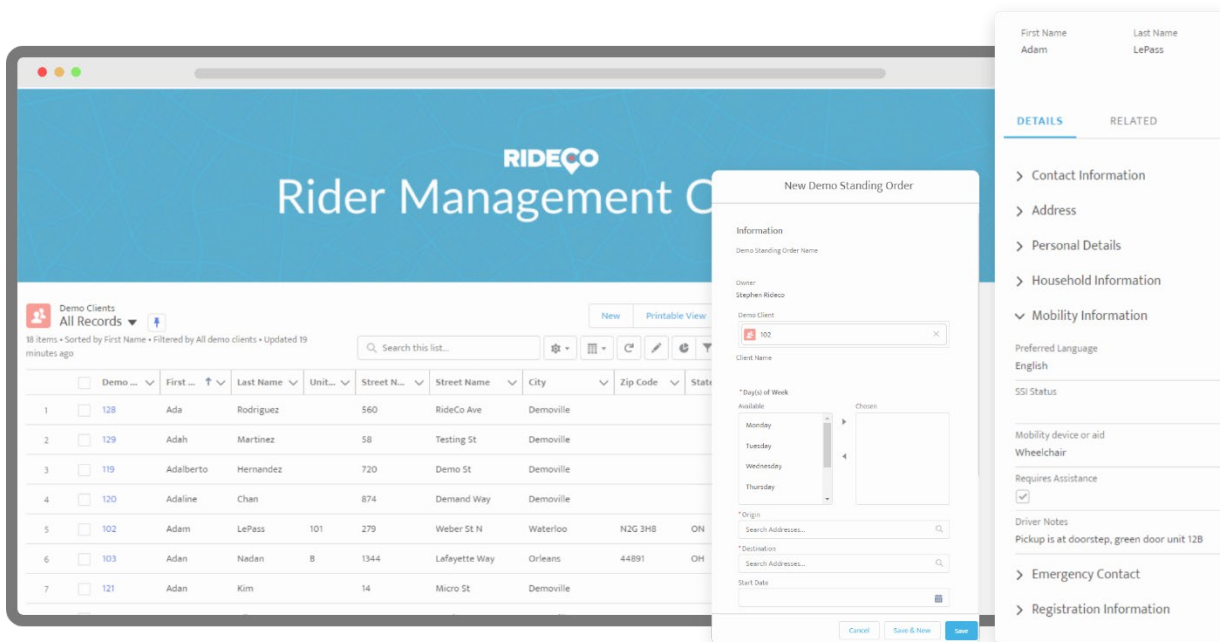 RIDECO
Rider Management C
Demo Clients
All Records
18 items • Sorted by First Name • Filtered by All demo clients • Updated 19
minutes ago
New Printable View
Search this list...
Demo ... First ... Last Name Unit... Street N... Street Name City Zip Code State
1 128 Ada Rodriguez 560 RideCo Ave Demoville
2 129 Adah Martinez 58 Testing St Demoville
3 119 Adalberto Hernandez 720 Demo St Demoville
4 120 Adaline Chan 874 Demand Way Demoville
5 102 Adam LePass 101 279 Weber St N Waterloo N2G 3H8 ON
6 103 Adan Nadan B 1344 Lafayette Way Orleans 44891 OH
7 121 Adan Kim 14 Micro St Demoville
New Demo Standing Order
Information
Demo Standing Order Name
Owner
Stephen Rideco
Demo Client
102
Client Name
*Day(s) of Week
Available Chosen
Monday
Tuesday
Wednesday
Thursday
*Origin
Search Addresses...
*Destination
Search Addresses...
Start Date
Cancel Save & New Save
First Name Last Name
Adam LePass
DETAILS RELATED
Contact Information
Address
Personal Details
Household Information
Mobility Information
Preferred Language
English
SSI Status
Mobility device or aid
Wheelchair
Requires Assistance
Driver Notes
Pickup is at doorstep, green door unit 12B
Emergency Contact
Registration Information